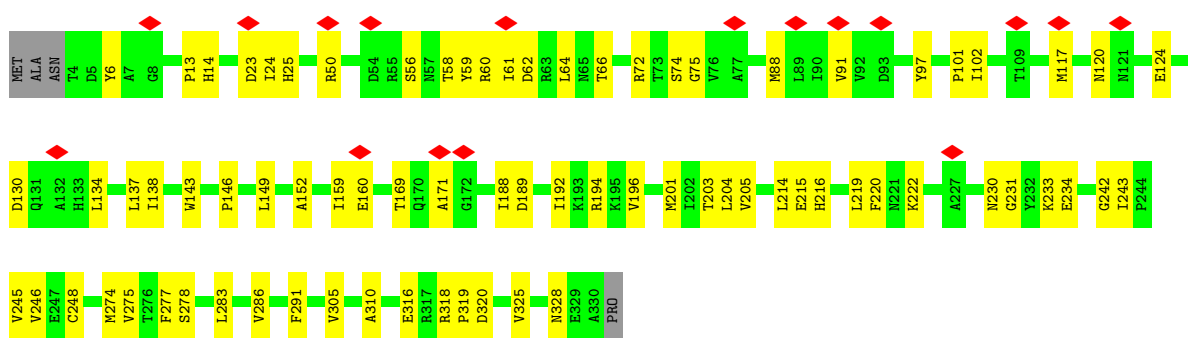 MET ALA ASN T4 D5 Y6 A7 G8 P13 H14 D23 I24 H25 R50 D54 R55 S56 N57 T58 Y59 R60 I61 D62 R63 L64 N65 T66 R72 T73 S74 G75 V76 A77 M88 L89 I90 V91 V92 D93 Y97 P101 I102 T109 M117 N120 N121 E124
D130 Q131 A132 H133 L134 L137 I138 W143 P146 L149 A152 I159 E160 T169 Q170 A171 G172 I188 D189 I192 K193 R194 K195 V196 M201 I202 T203 L204 V205 L214 E215 H216 L219 F220 N221 K222 A227 N230 G231 Y232 K233 E234 G242 I243 P244
V245 V246 E247 C248 M274 V275 T276 F277 S278 L283 V286 F291 V305 A310 E316 R317 R318 P319 D320 V325 N328 E329 A330 PRO